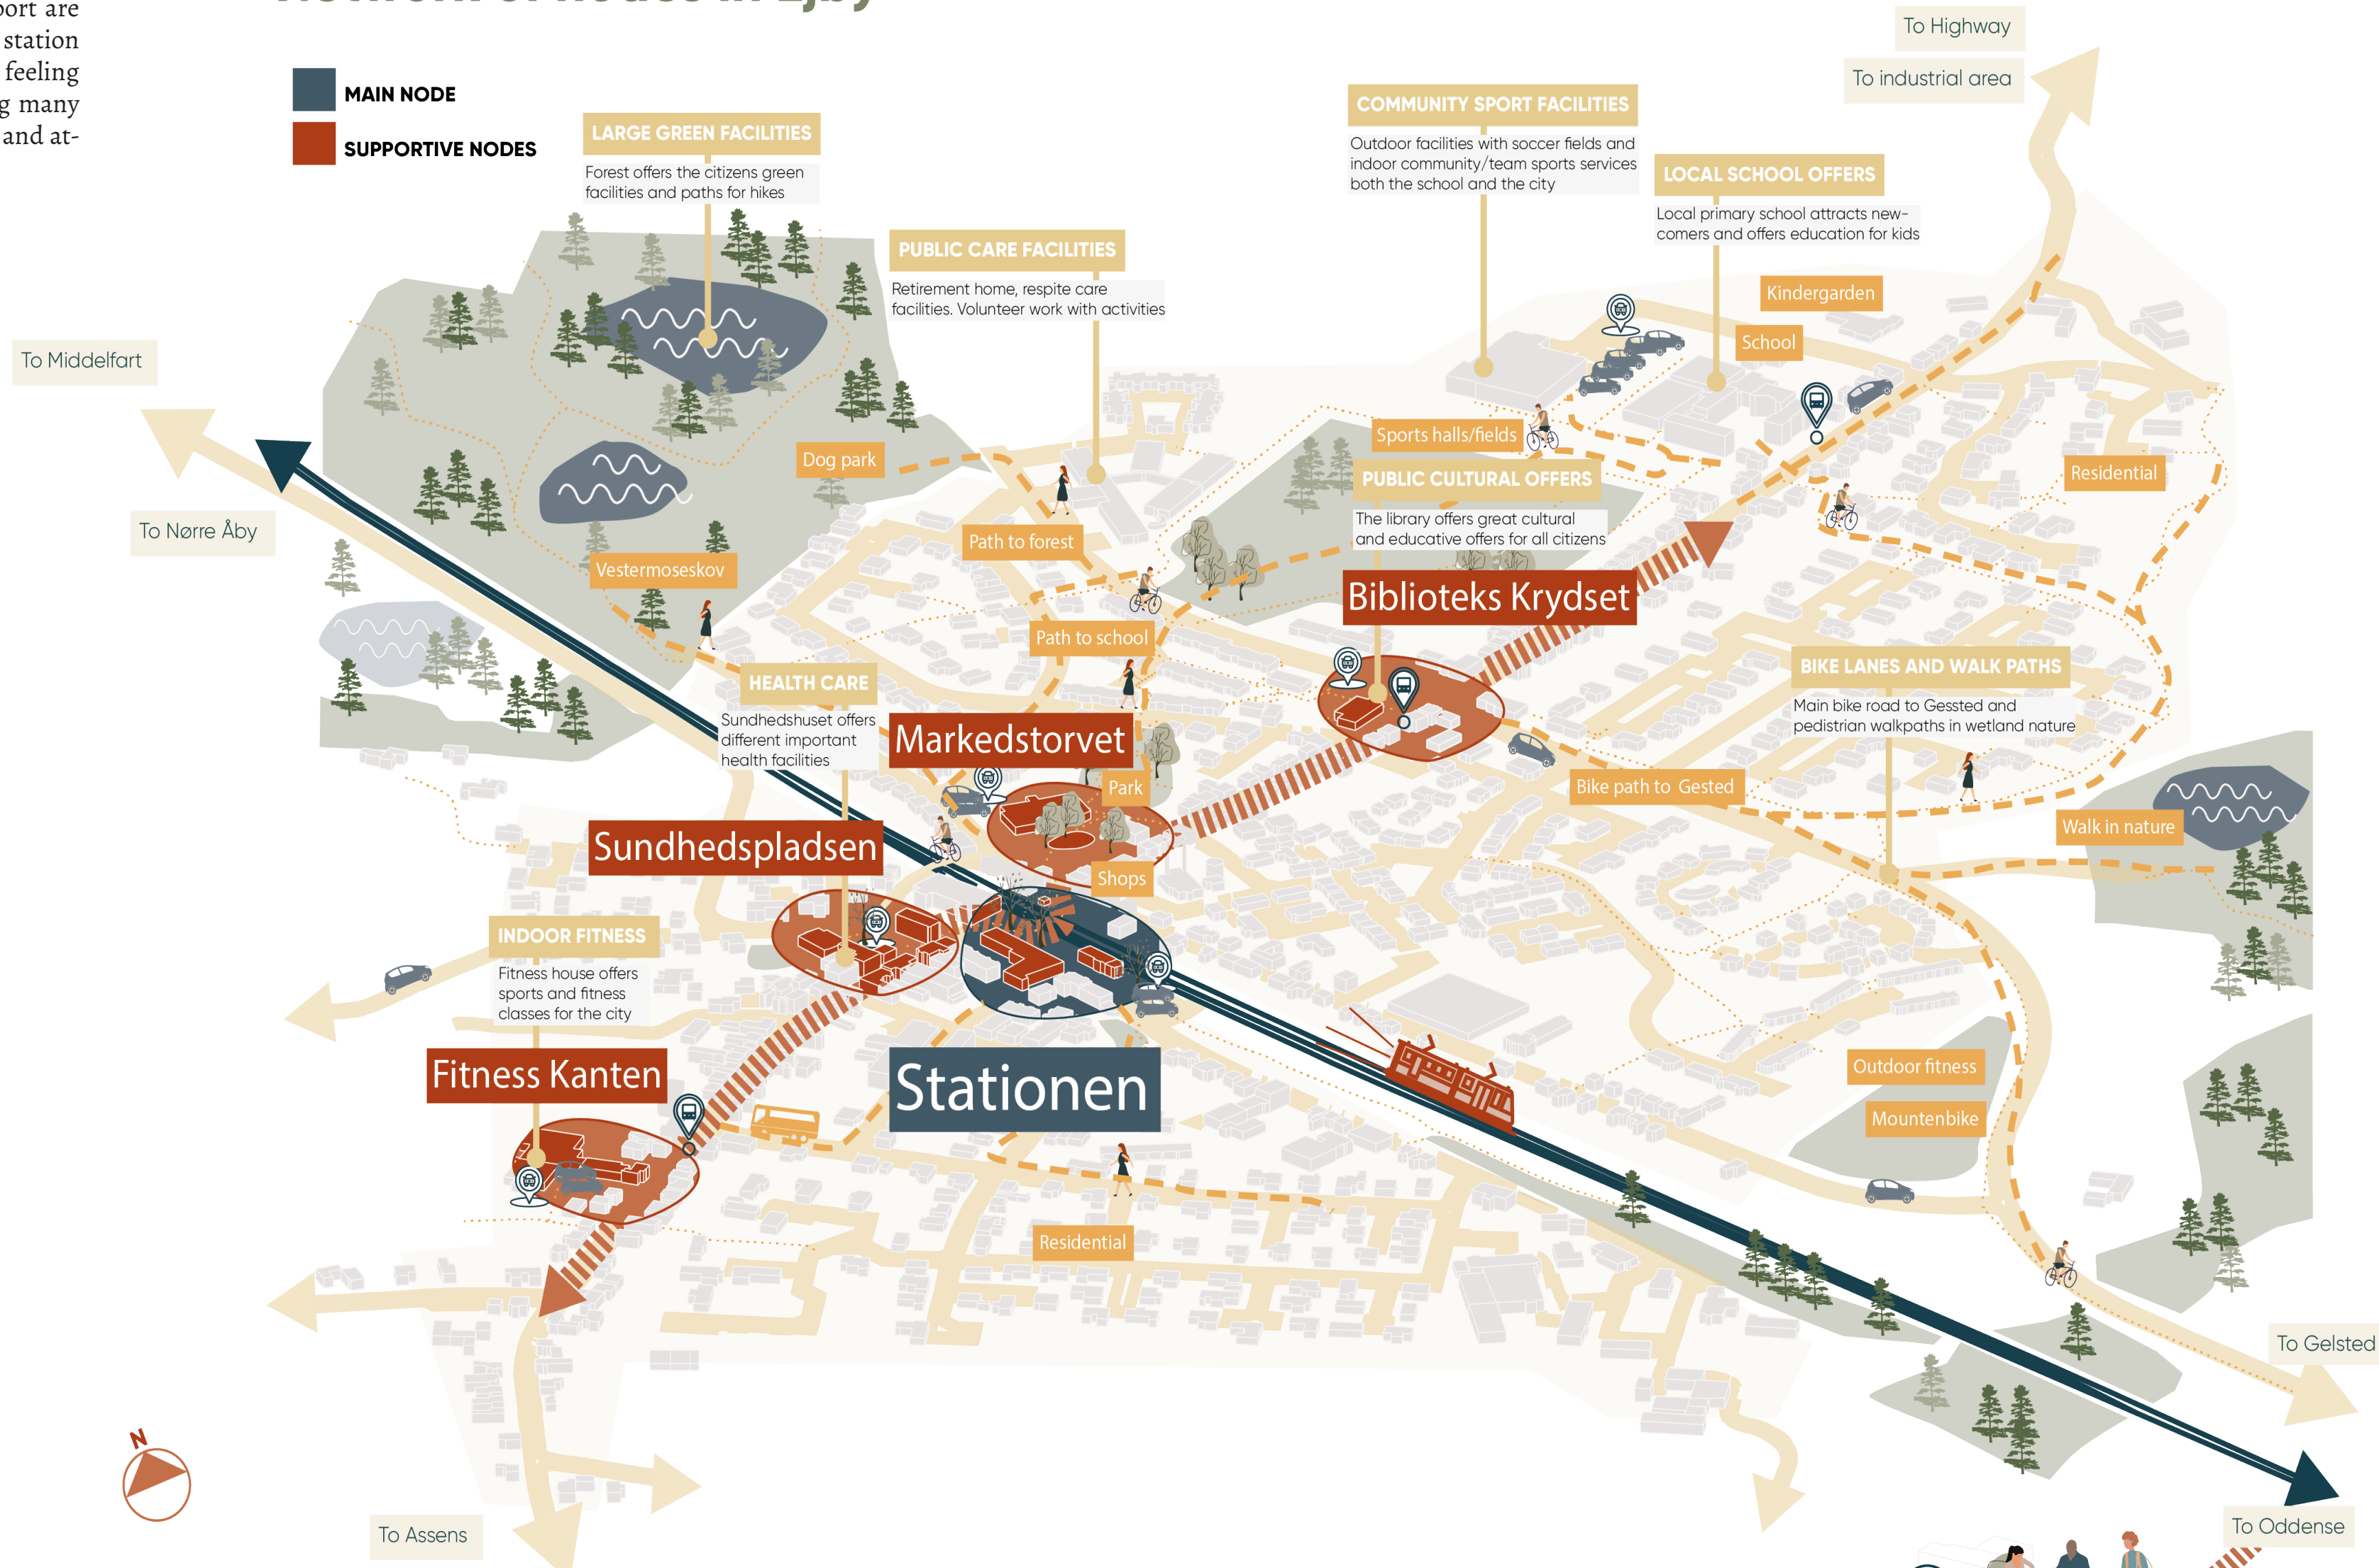 ort are
station
feeling
g many
and at-
Network of nodes in Ejby
MAIN NODE
SUPPORTIVE NODES
LARGE GREEN FACILITIES
Forest offers the citizens green
facilities and paths for hikes
PUBLIC CARE FACILITIES
Retirement home, respite care
facilities. Volunteer work with activities
COMMUNITY SPORT FACILITIES
Outdoor facilities with soccer fields and
indoor community/team sports services
both the school and the city
LOCAL SCHOOL OFFERS
Local primary school attracts new-
comers and offers education for kids
To Highway
To industrial area
Kindergarden
School
To Middelfart
To Nørre Åby
Dog park
Sports halls/fields
Residential
PUBLIC CULTURAL OFFERS
The library offers great cultural
and educative offers for all citizens
Path to forest
Vestermoseskov
Biblioteks Krydset
Path to school
HEALTH CARE
Sundhedshuset offers
different important
health facilities
BIKE LANES AND WALK PATHS
Main bike road to Gessted and
pedistrian walkpaths in wetland nature
Markedstorvet
Park
Bike path to Gested
Walk in nature
Sundhedspladsen
Shops
INDOOR FITNESS
Fitness house offers
sports and fitness
classes for the city
Fitness Kanten
Stationen
Outdoor fitness
Mountenbike
Residential
To Gelsted
N
To Assens
To Oddense